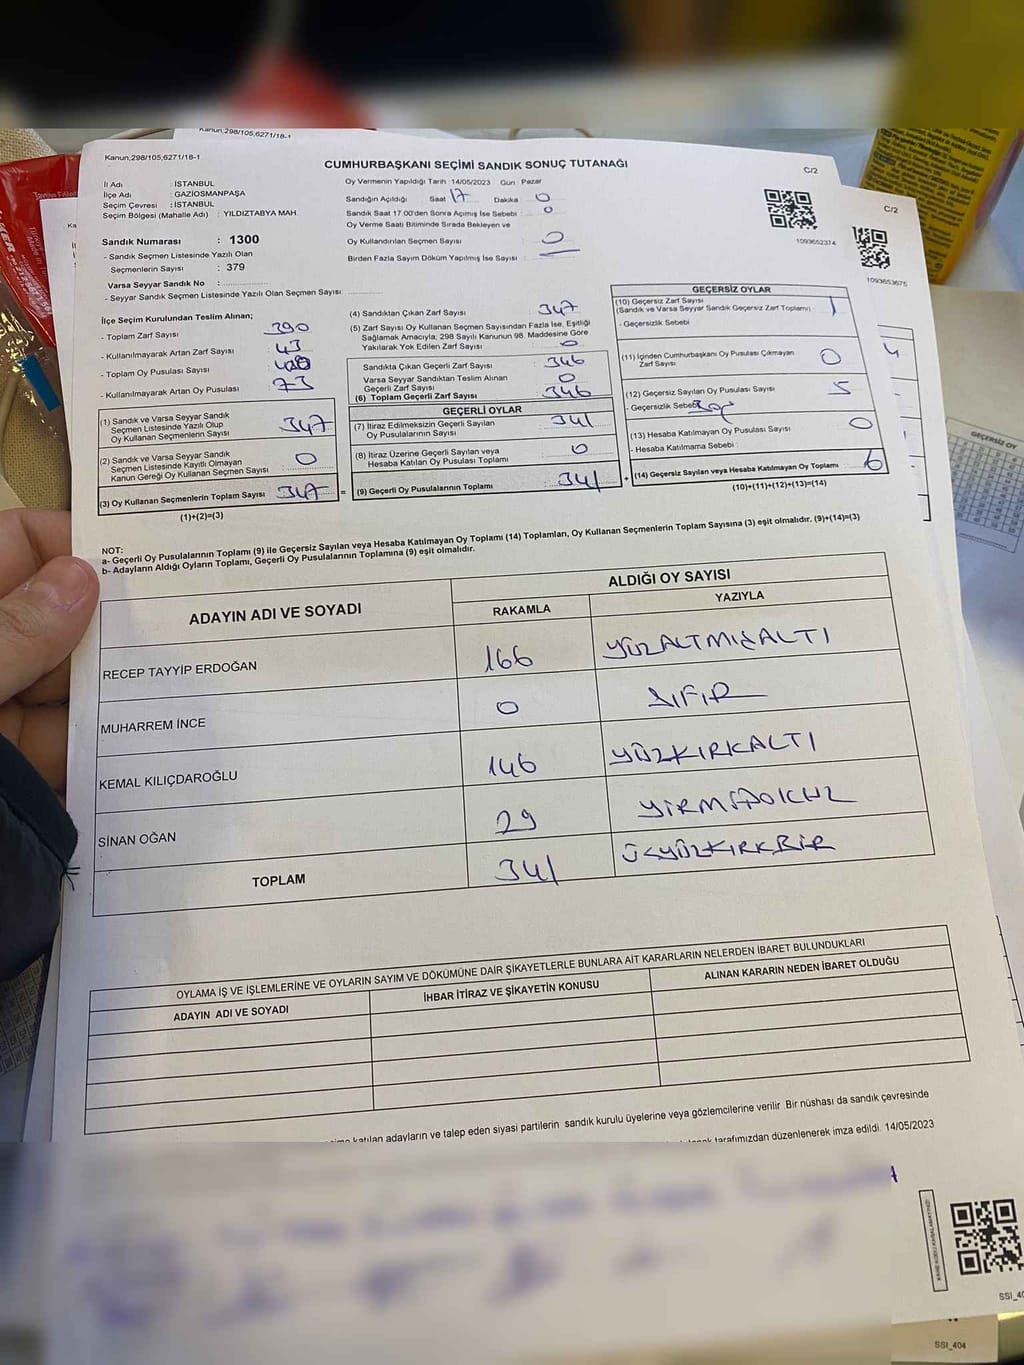 Kanun,298/105,6271/18-1
Kanun,298/105,6271/18-1
CUMHURBAŞKANI SEÇİMİ SANDIK SONUÇ TUTANAĞI
C/2
İl Adı : İSTANBUL
İlçe Adı : GAZİOSMANPAŞA
Seçim Çevresi : İSTANBUL
Seçim Bölgesi (Mahalle Adı) : YILDIZTABYA MAH.
Sandık Numarası : 1300
- Sandık Seçmen Listesinde Yazılı Olan
Seçmenlerin Sayısı : 379
Varsa Seyyar Sandık No :
- Seyyar Sandık Seçmen Listesinde Yazılı Olan Seçmen Sayısı:
Oy Vermenin Yapıldığı Tarih :14/05/2023 Gün : Pazar
Sandığın Açıldığı Saat 17 Dakika 0
Sandık Saat 17.00'den Sonra Açımış İse Sebebi : 0
Oy Verme Saati Bitiminde Sırada Bekleyen ve
Oy Kullandırılan Seçmen Sayısı 0
Birden Fazla Sayım Döküm Yapılmış İse Sayısı :
1093652374
C/2
1093653675
İlçe Seçim Kurulundan Teslim Alınan;
- Toplam Zarf Sayısı 390
- Kullanılmayarak Artan Zarf Sayısı 43
- Toplam Oy Pusulası Sayısı 420
- Kullanılmayarak Artan Oy Pusulası 73
(1) Sandık ve Varsa Seyyar Sandık
Seçmen Listesinde Yazılı Olup
Oy Kullanan Seçmenlerin Sayısı 347
(2) Sandık ve Varsa Seyyar Sandık
Seçmen Listesinde Kayıtlı Olmayan
Kanun Gereği Oy Kullanan Seçmen Sayısı 0
(3) Oy Kullanan Seçmenlerin Toplam Sayısı 347 =
(1)+(2)=(3)
(4) Sandıktan Çıkan Zarf Sayısı 347
(5) Zarf Sayısı Oy Kullanan Seçmen Sayısından Fazla İse, Eşitliği
Sağlamak Amacıyla, 298 Sayılı Kanunun 98. Maddesine Göre
Yakılarak Yok Edilen Zarf Sayısı 0
Sandıkta Çıkan Geçerli Zarf Sayısı 346
Varsa Seyyar Sandıktan Teslim Alınan
Geçerli Zarf Sayısı 0
(6) Toplam Geçerli Zarf Sayısı 346
GEÇERLİ OYLAR
(7) İtiraz Edilmeksizin Geçerli Sayılan
Oy Pusulalarının Sayısı 341
(8) İtiraz Üzerine Geçerli Sayılan veya
Hesaba Katılan Oy Pusulası Toplamı 0
(9) Geçerli Oy Pusulalarının Toplamı 341 +
GEÇERSİZ OYLAR
(10) Geçersiz Zarf Sayısı
(Sandık ve Varsa Seyyar Sandık Geçersiz Zarf Toplamı) 1
- Geçersizlik Sebebi
(11) İçinden Cumhurbaşkanı Oy Pusulası Çıkmayan
Zarf Sayısı 0
(12) Geçersiz Sayılan Oy Pusulası Sayısı 5
- Geçersizlik Sebebi
(13) Hesaba Katılmayan Oy Pusulası Sayısı 0
- Hesaba Katılmama Sebebi :
(14) Geçersiz Sayılan veya Hesaba Katılmayan Oy Toplamı 6
(10)+(11)+(12)+(13)=(14)
GEÇERSİZ OY
NOT:
a- Geçerli Oy Pusulalarının Toplamı (9) ile Geçersiz Sayılan veya Hesaba Katılmayan Oy Toplamı (14) Toplamları, Oy Kullanan Seçmenlerin Toplam Sayısına (3) eşit olmalıdır. (9)+(14)=(3)
b- Adayların Aldığı Oyların Toplamı, Geçerli Oy Pusulalarının Toplamına (9) eşit olmalıdır.
ADAYIN ADI VE SOYADI
ALDIĞI OY SAYISI
RAKAMLA YAZIYLA
RECEP TAYYİP ERDOĞAN 166 YÜZALTMIŞALTI
MUHARREM İNCE 0 SIFIR
KEMAL KILIÇDAROĞLU 146 YÜZKIRKALTI
SİNAN OĞAN 29 YİRMİDOKUZ
TOPLAM 341 ÜÇYÜZKIRKBİR
OYLAMA İŞ VE İŞLEMLERİNE VE OYLARIN SAYIM VE DÖKÜMÜNE DAİR ŞİKAYETLERLE BUNLARA AİT KARARLARIN NELERDEN İBARET BULUNDUKLARI
ADAYIN ADI VE SOYADI İHBAR İTİRAZ VE ŞİKAYETİN KONUSU ALINAN KARARIN NEDEN İBARET OLDUĞU
katılan adayların ve talep eden siyasi partilerin sandık kurulu üyelerine veya gözlemcilerine verilir Bir nüshası da sandık çevresinde
tarafımızdan düzenlenerek imza edildi. 14/05/2023
SSI_404